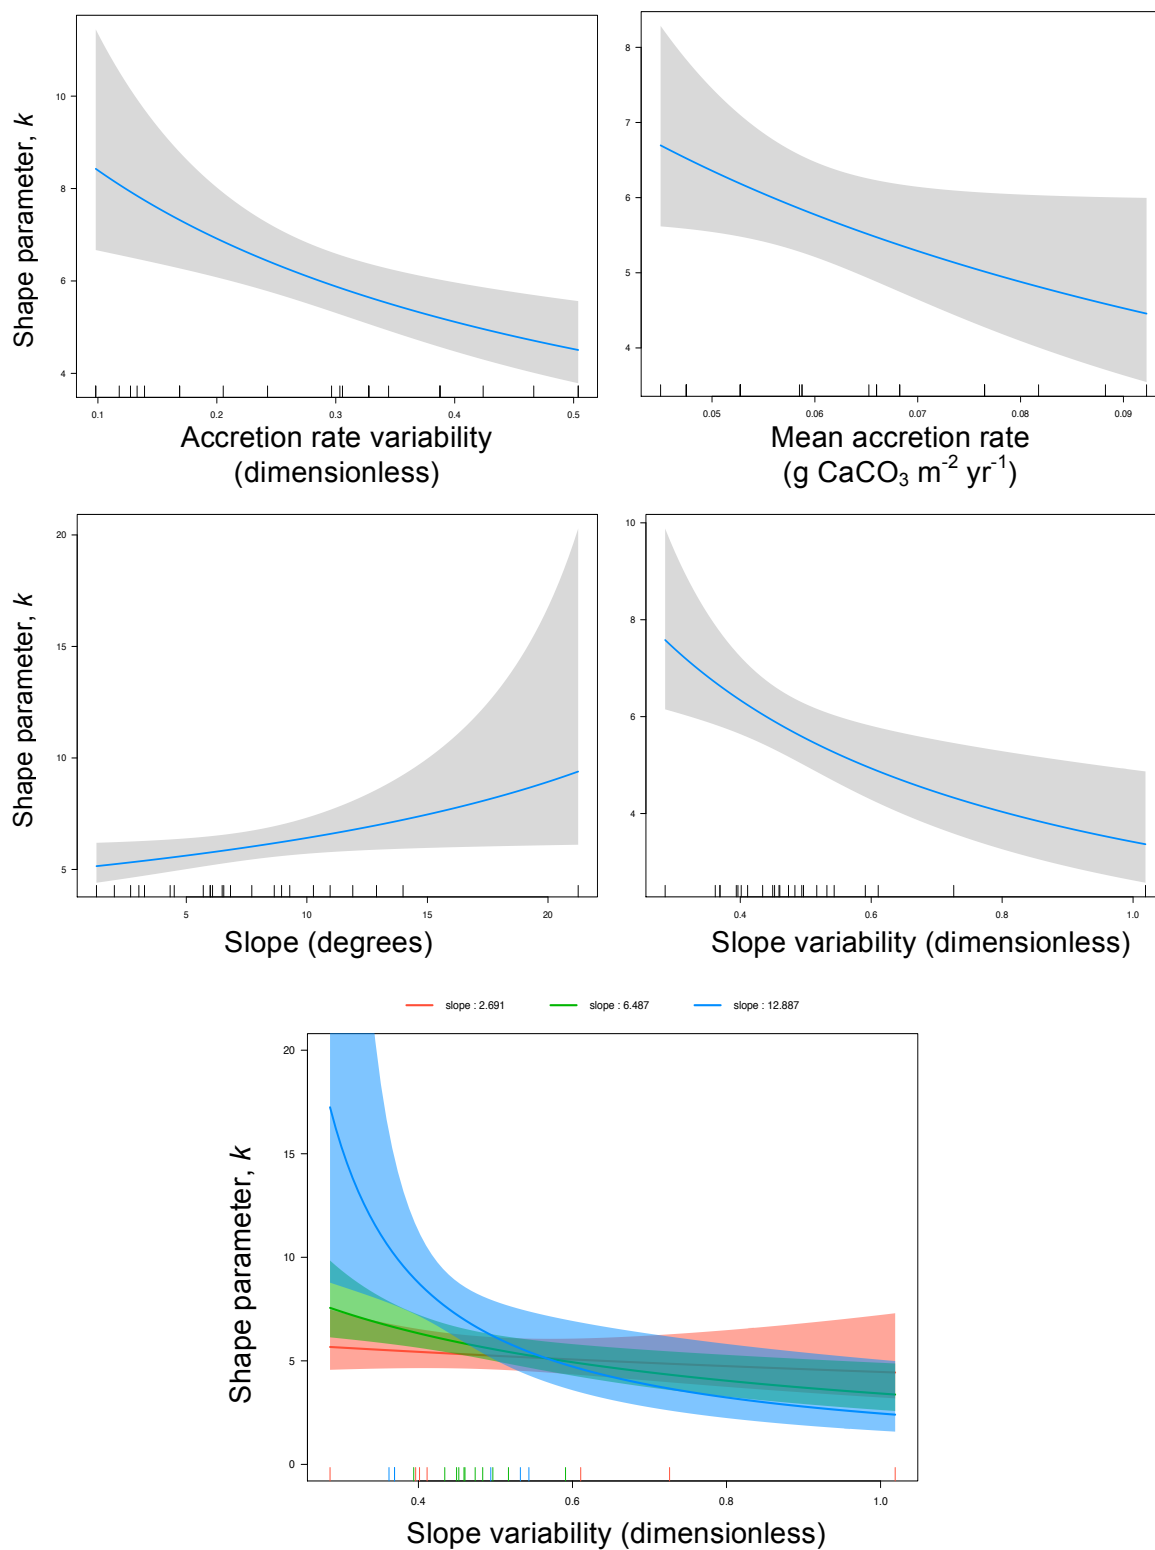 10
8
6
4
Shape parameter, k
0.1 0.2 0.3 0.4 0.5
Accretion rate variability
(dimensionless)
8
7
6
5
4
0.05 0.06 0.07 0.08 0.09
Mean accretion rate
(g CaCO₃ m⁻² yr⁻¹)
20
15
10
5
Shape parameter, k
5 10 15 20
Slope (degrees)
10
8
6
4
0.4 0.6 0.8 1.0
Slope variability (dimensionless)
slope : 2.691 slope : 6.487 slope : 12.887
20
15
10
5
0
Shape parameter, k
0.4 0.6 0.8 1.0
Slope variability (dimensionless)